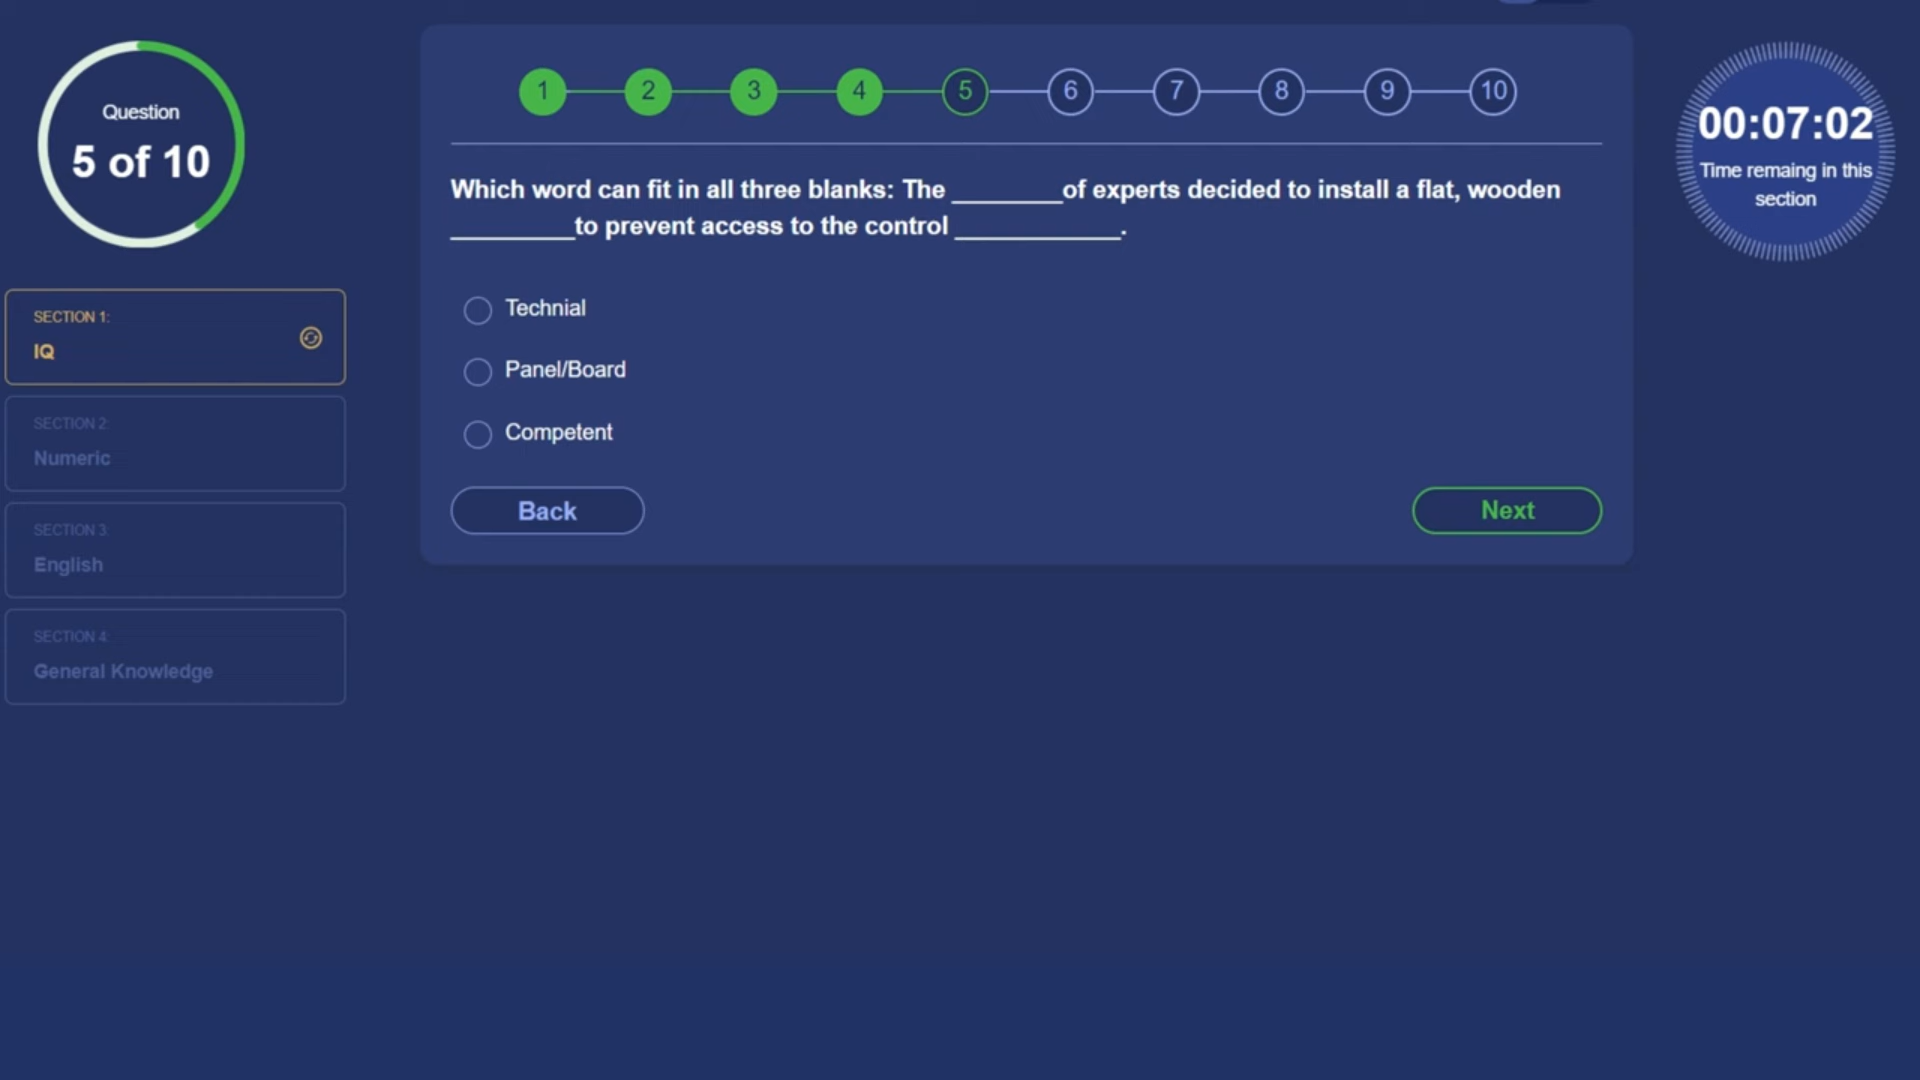 Question
5 of 10
1 2 3 4 5 6 7 8 9 10
00:07:02
Time remaing in this
section
Which word can fit in all three blanks: The ________of experts decided to install a flat, wooden
_________to prevent access to the control ____________.
Technial
Panel/Board
Competent
Back
Next
SECTION 1:
IQ
SECTION 2:
Numeric
SECTION 3:
English
SECTION 4:
General Knowledge